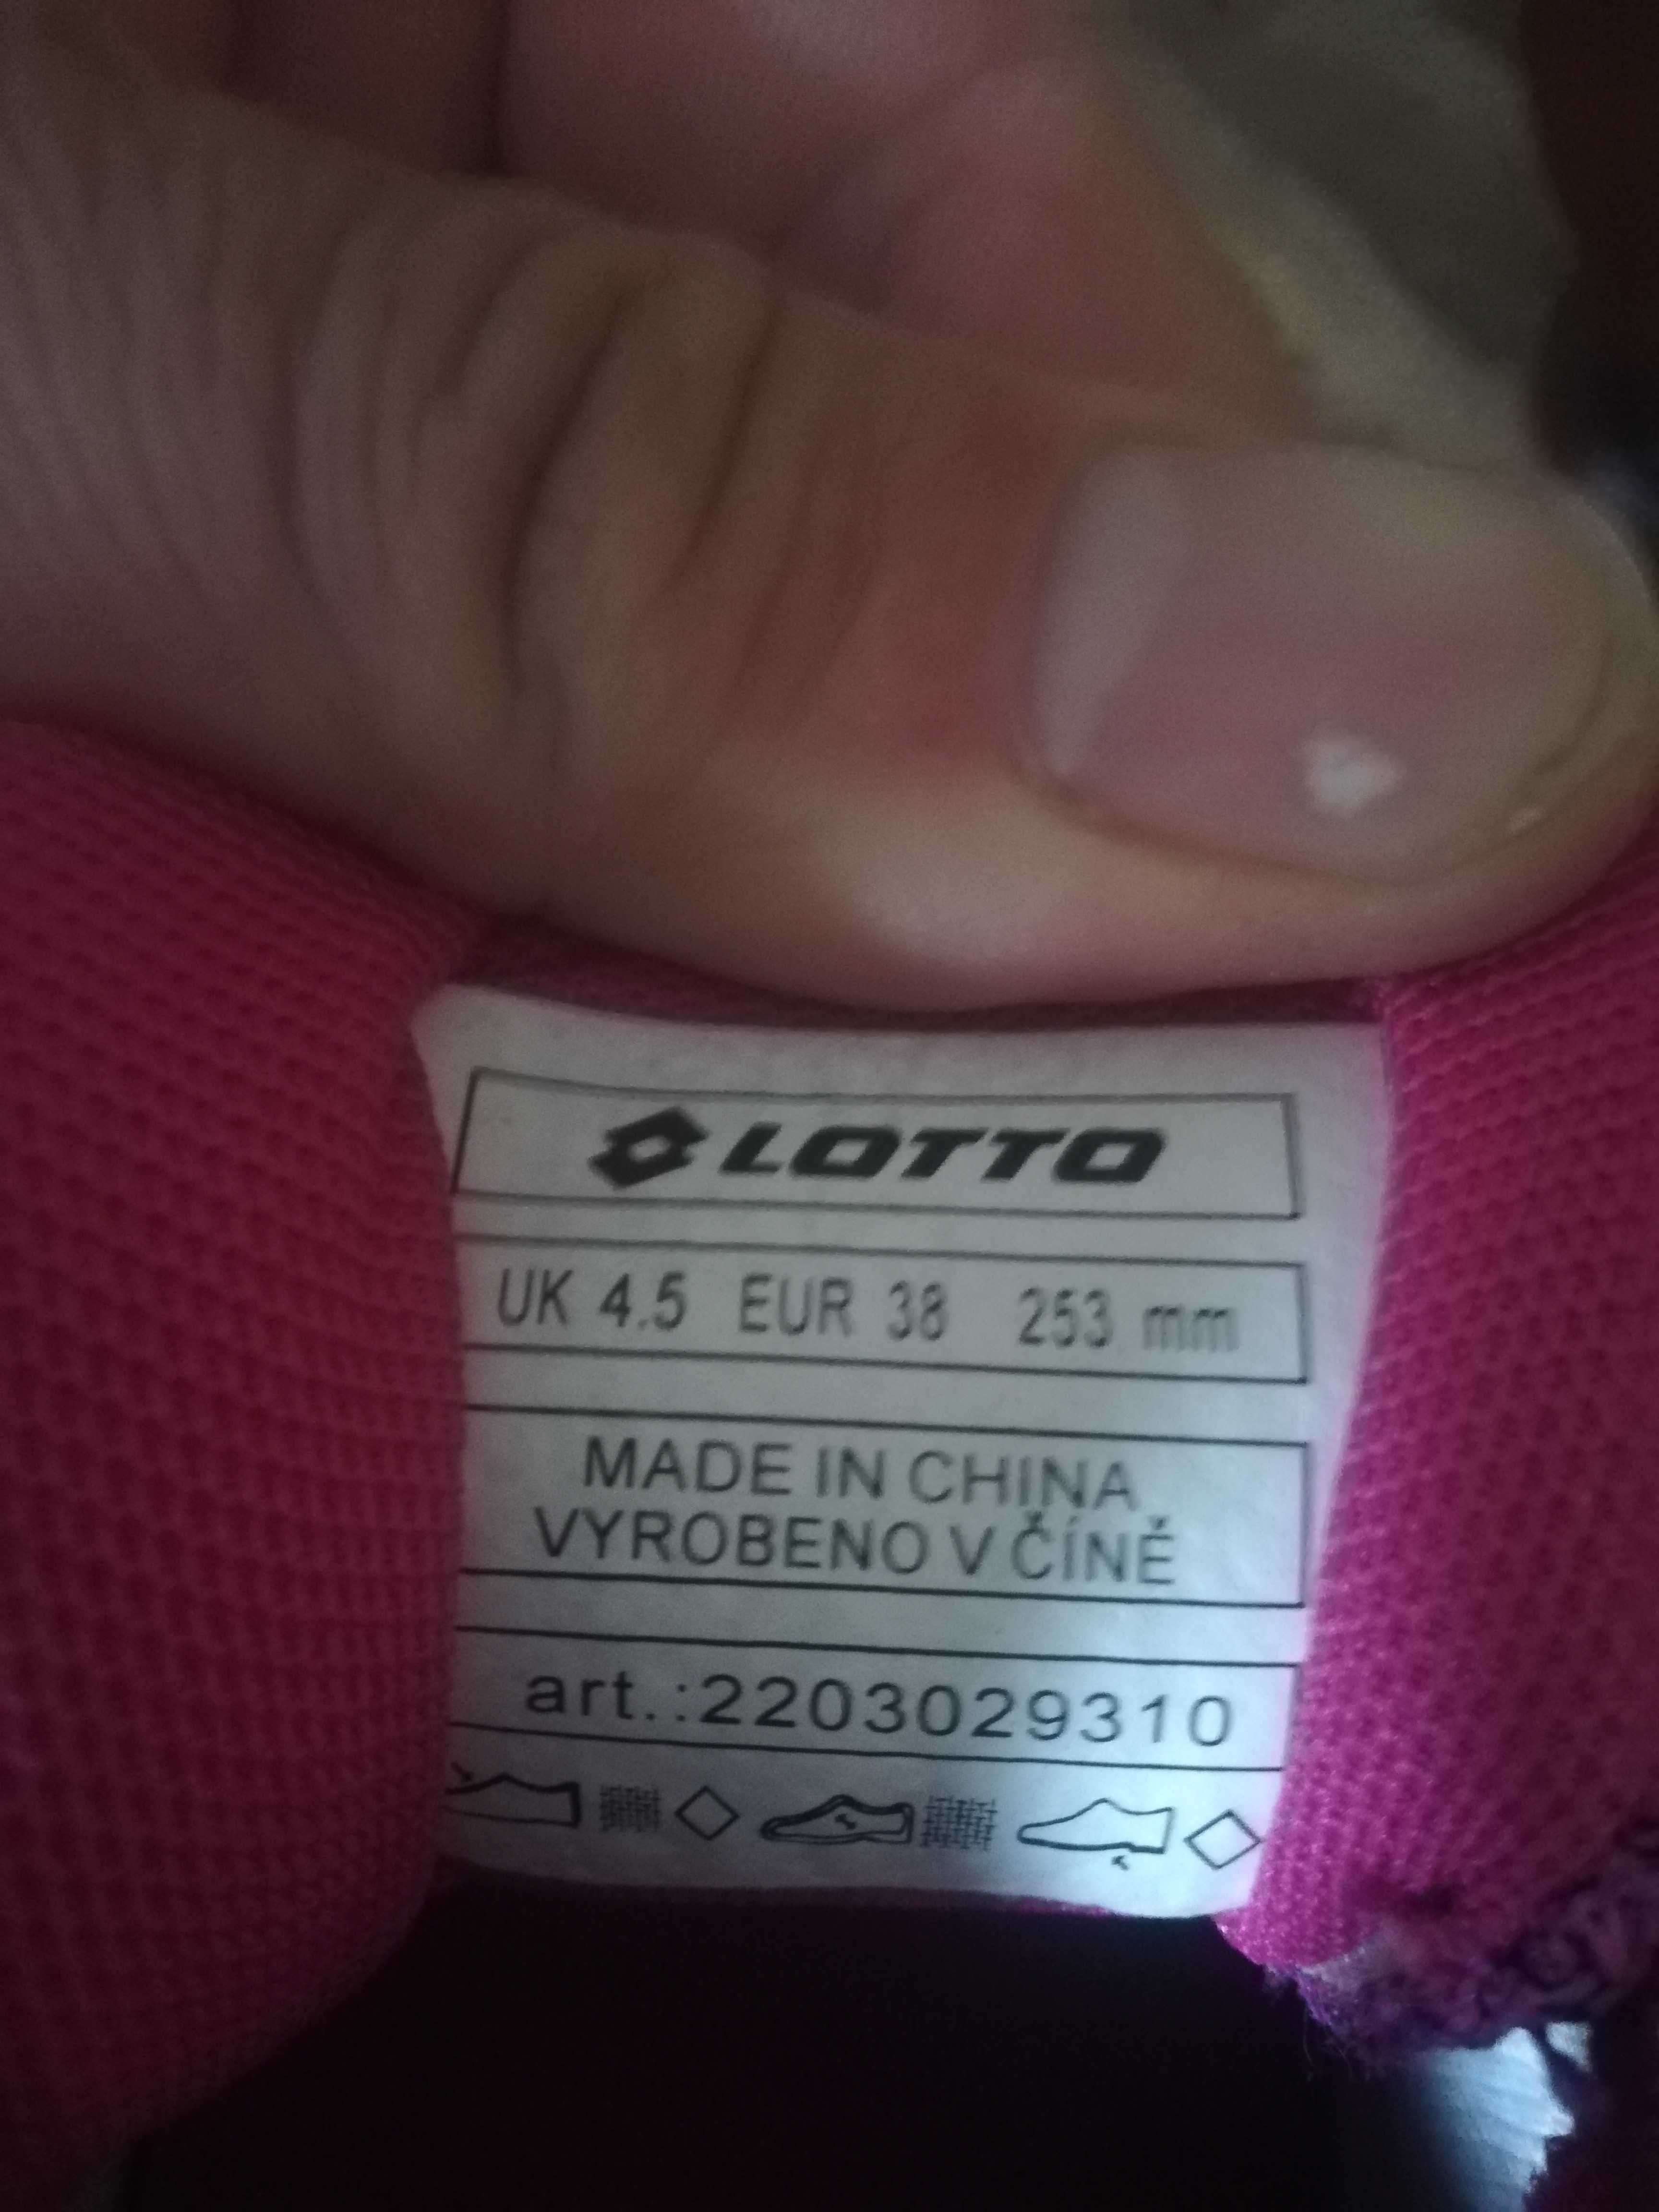 LOTTO
UK 4.5 EUR 38 253 mm
MADE IN CHINA
VYROBENO V ČÍNĚ
art.:2203029310